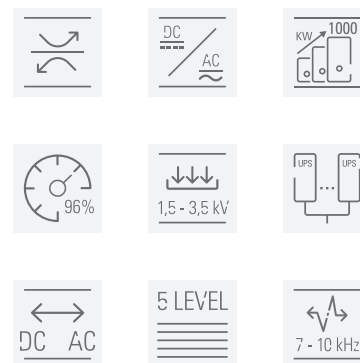 DC
AC
1000
KW
96%
1,5 - 3,5 kV
UPS UPS
DC AC
5 LEVEL
7 - 10 kHz